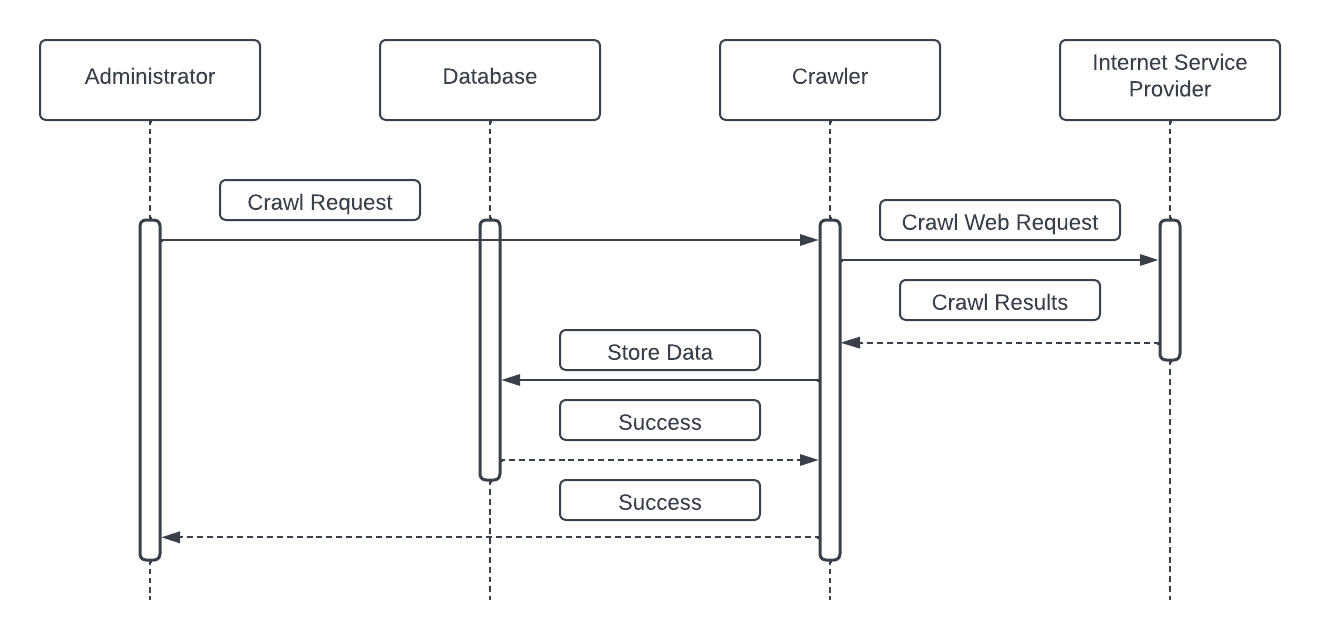 Administrator
Database
Crawler
Internet Service
Provider
Crawl Request
Crawl Web Request
Crawl Results
Store Data
Success
Success